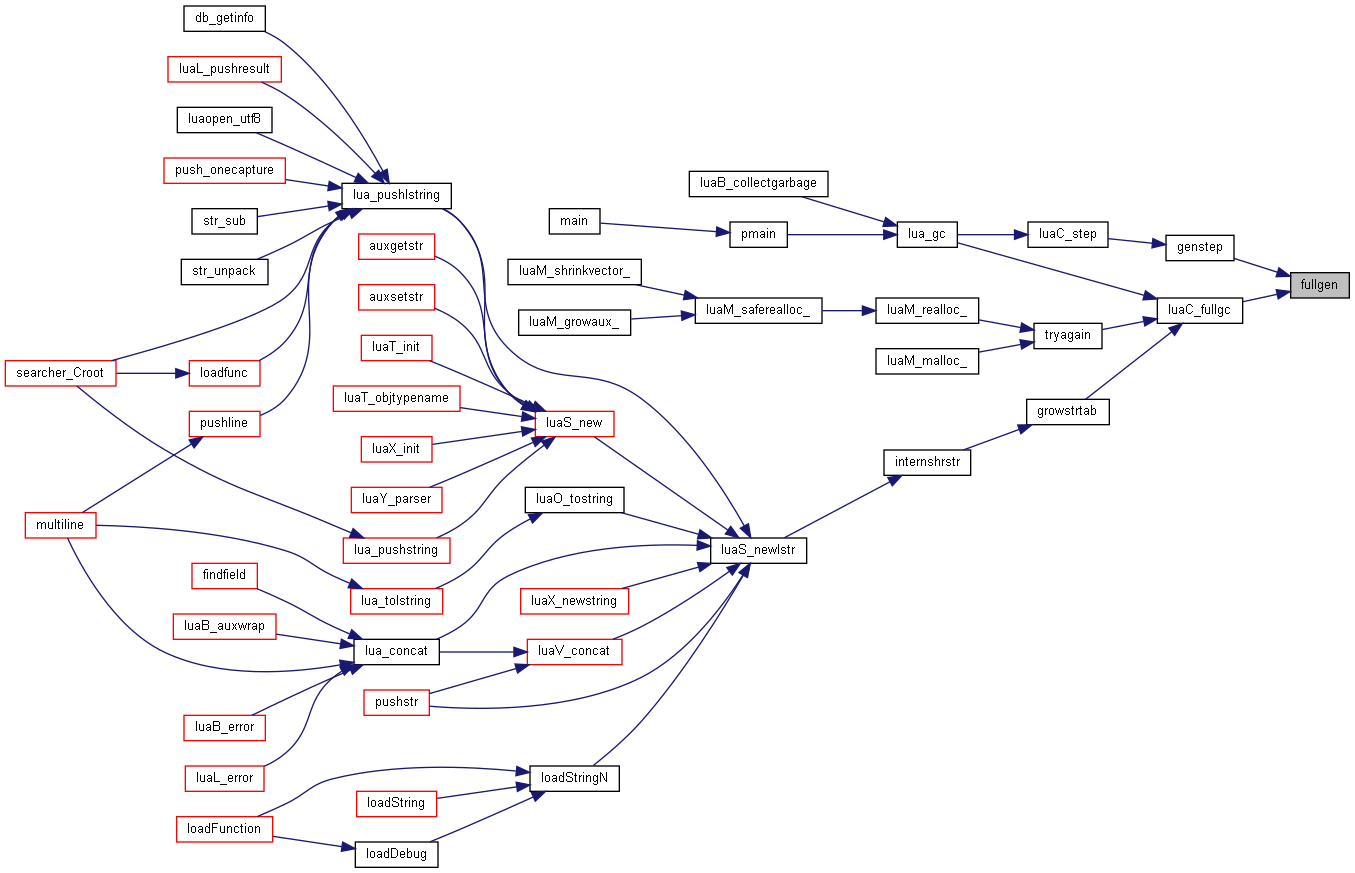 db_getinfo
luaL_pushresult
luaopen_utf8
push_onecapture
lua_pushlstring
str_sub
str_unpack
auxgetstr
auxsetstr
luaT_init
searcher_Croot
loadfunc
luaT_objtypename
pushline
luaS_new
luaX_init
luaY_parser
luaO_tostring
multiline
lua_pushstring
luaS_newlstr
findfield
lua_tolstring
luaX_newstring
luaB_auxwrap
lua_concat
luaV_concat
pushstr
luaB_error
luaL_error
loadStringN
loadString
loadFunction
loadDebug
luaB_collectgarbage
main
pmain
lua_gc
luaC_step
genstep
fullgen
luaM_shrinkvector_
luaM_growaux_
luaM_saferealloc_
luaM_realloc_
luaC_fullgc
tryagain
luaM_malloc_
growstrtab
internshrstr